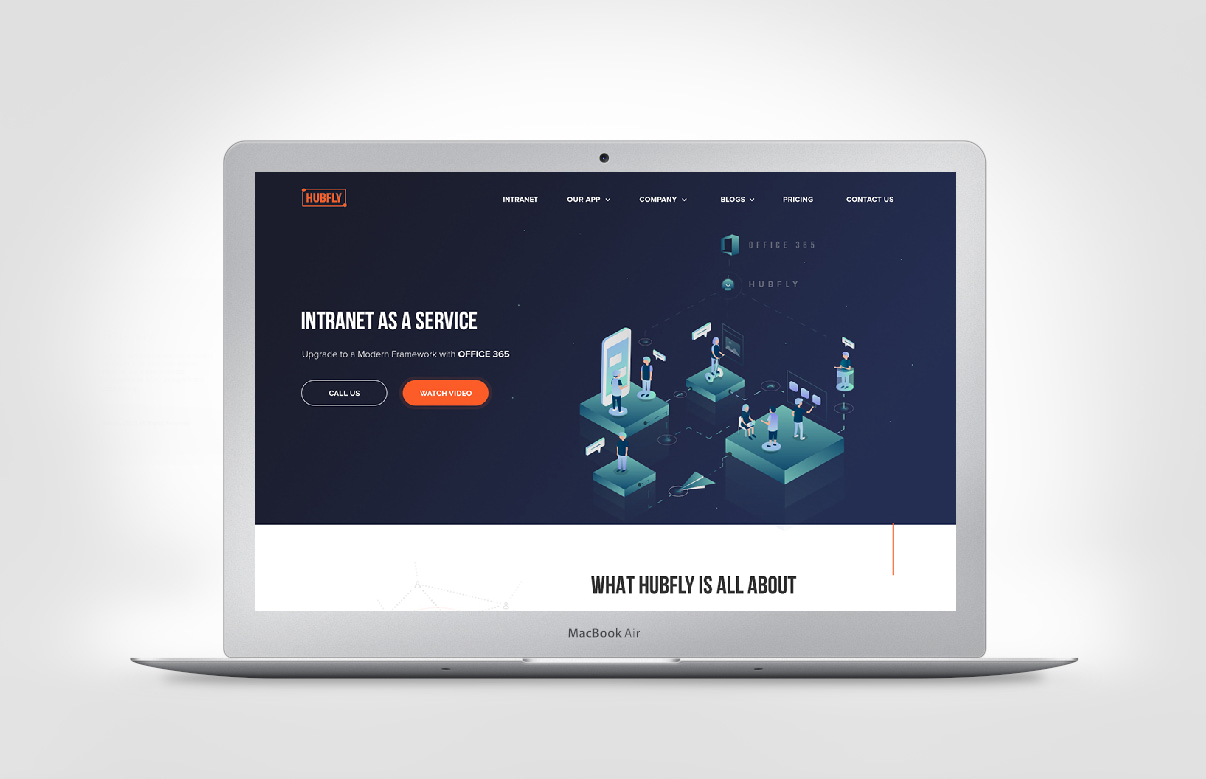 HUBFLY
INTRANET
OUR APP
COMPANY
BLOGS
PRICING
CONTACT US
OFFICE 365
HUBFLY
INTRANET AS A SERVICE
Upgrade to a Modern Framework with OFFICE 365
CALL US
WATCH VIDEO
WHAT HUBFLY IS ALL ABOUT
MacBook Air